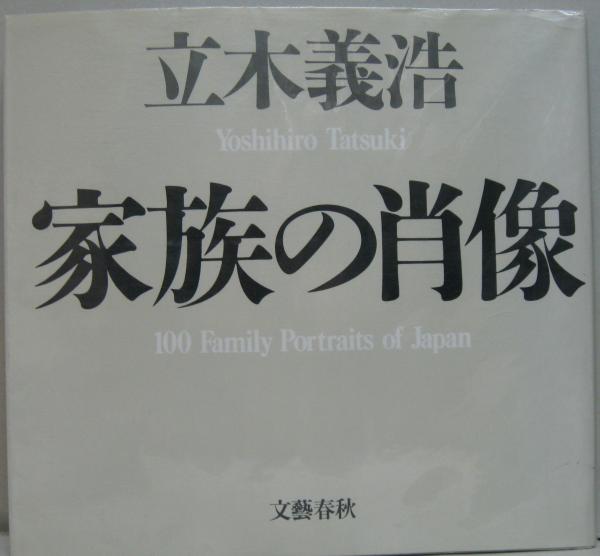 立木義浩
Yoshihiro Tatsuki
家族の肖像
100 Family Portraits of Japan
文藝春秋